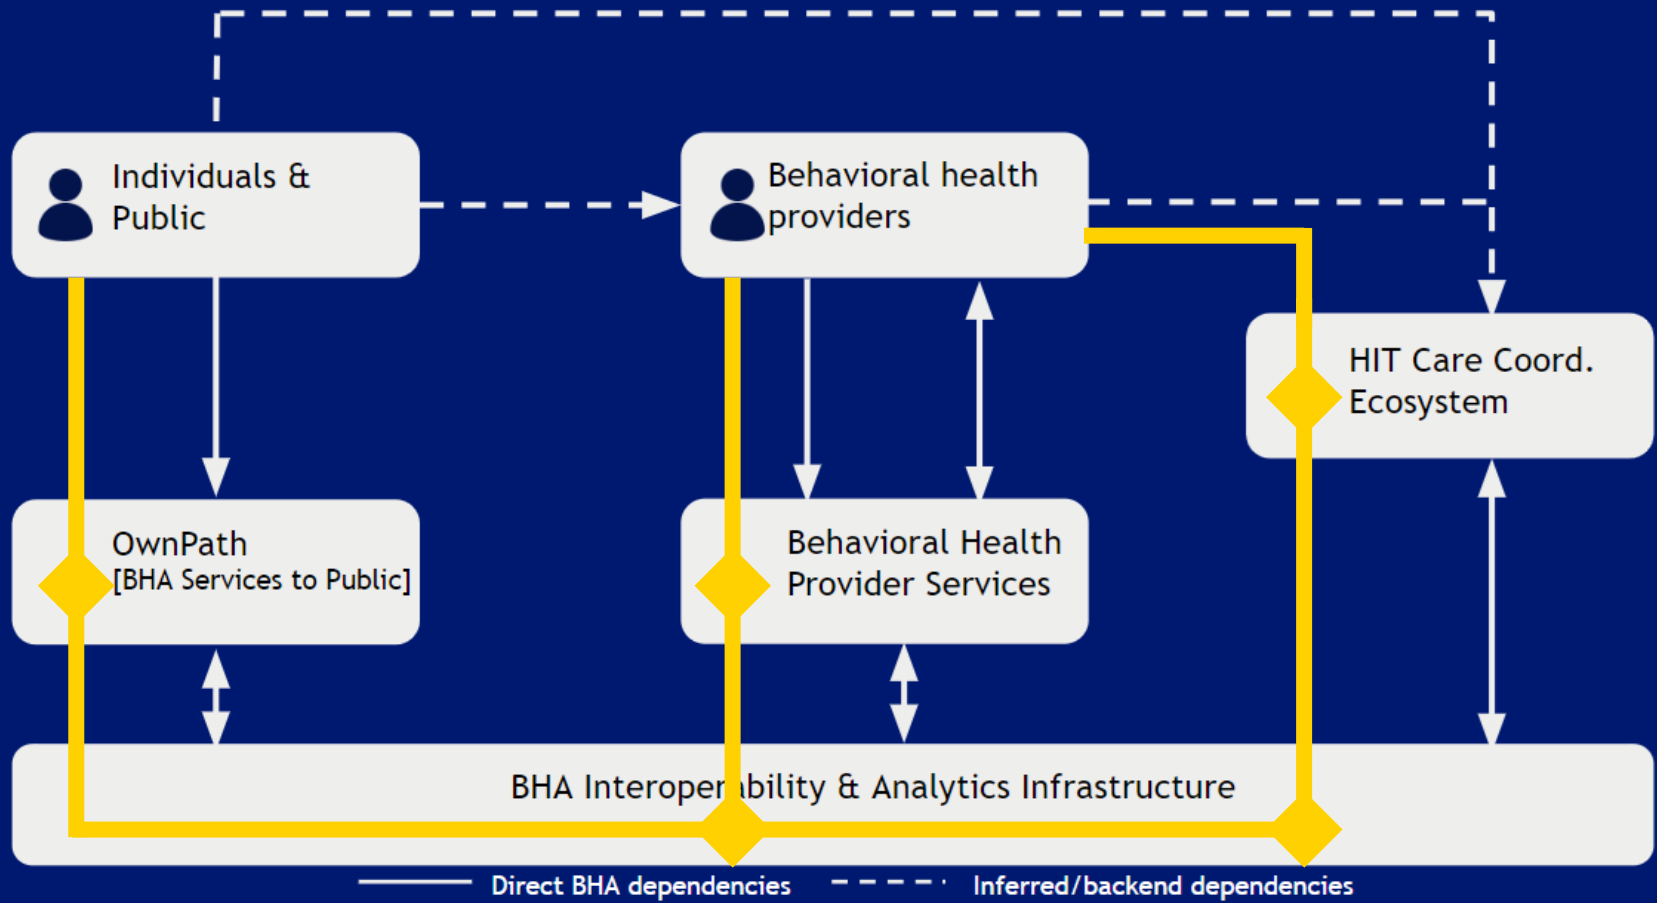 Individuals &
Public
Behavioral health
providers
HIT Care Coord.
Ecosystem
OwnPath
[BHA Services to Public]
Behavioral Health
Provider Services
BHA Interoperability & Analytics Infrastructure
Direct BHA dependencies
Inferred/backend dependencies